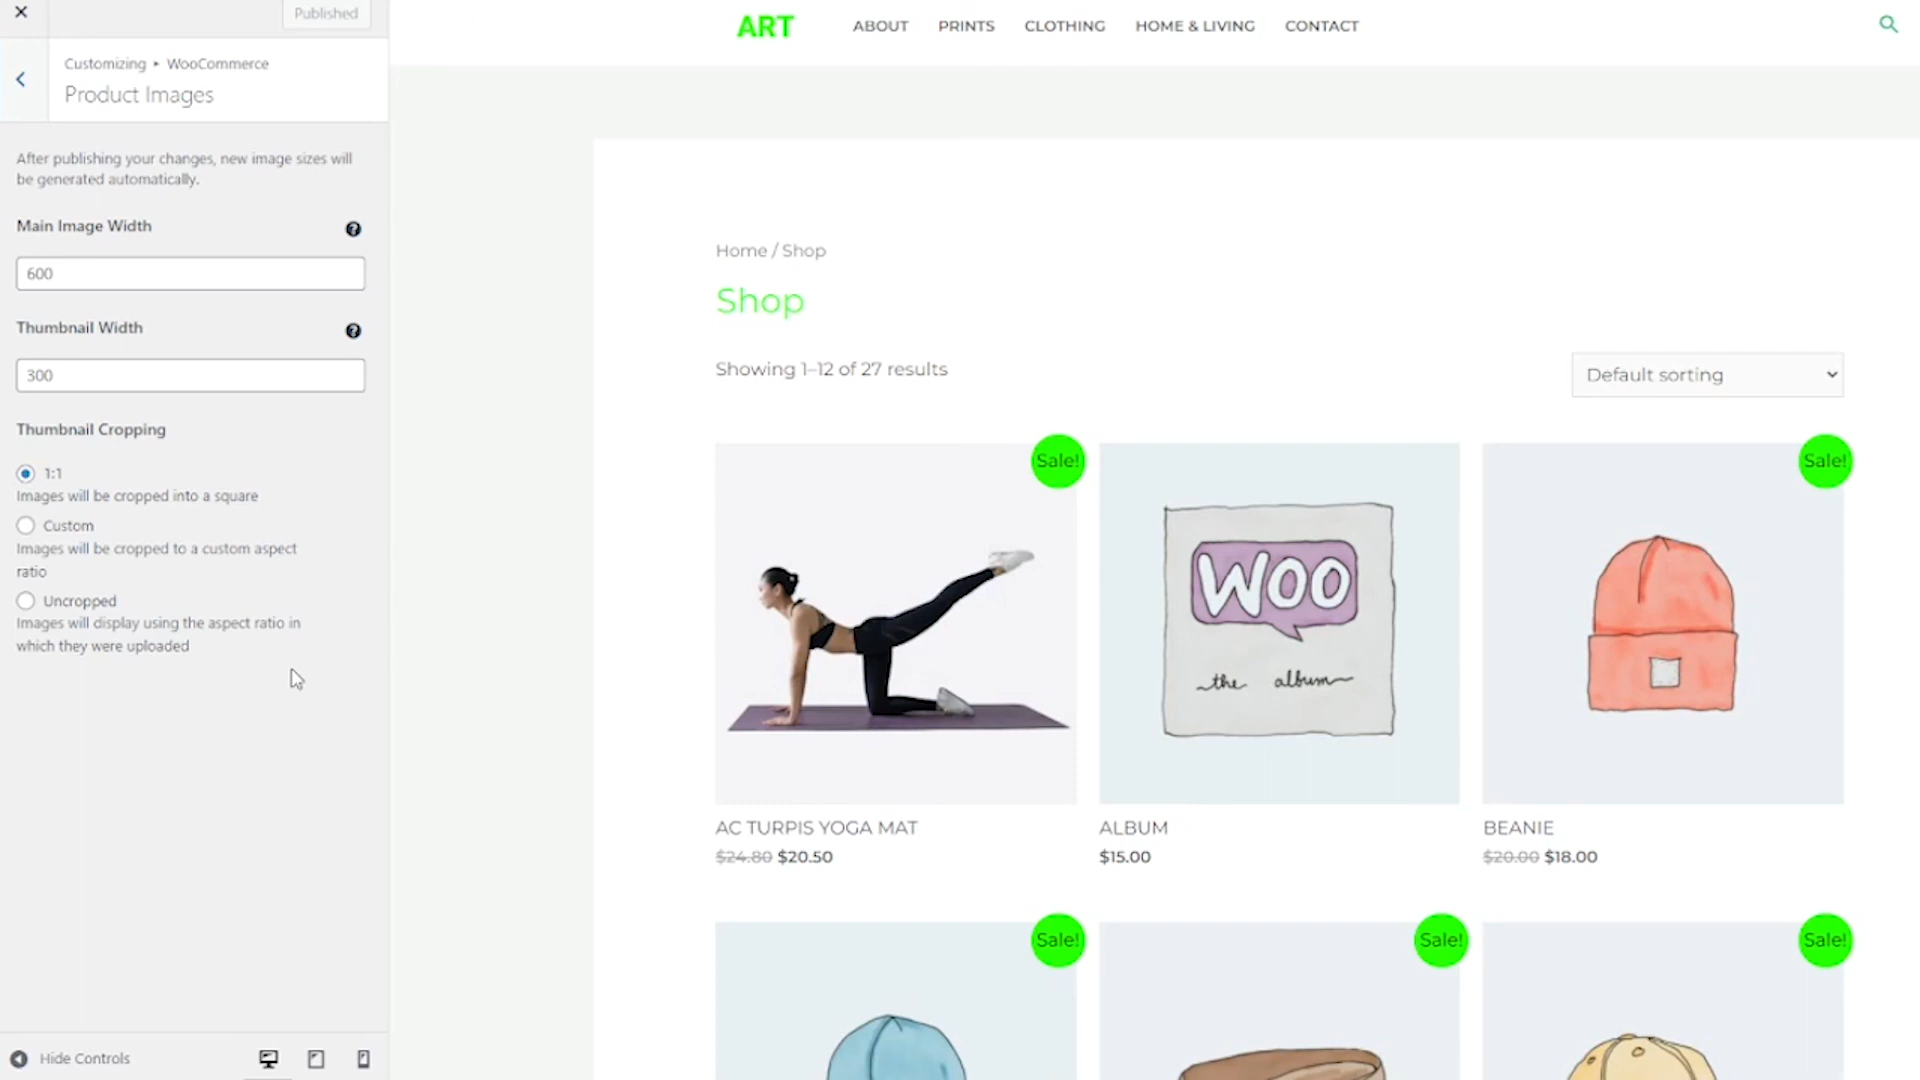 Published
Customizing ▸ WooCommerce
Product Images
After publishing your changes, new image sizes will
be generated automatically.
Main Image Width
600
Thumbnail Width
300
Thumbnail Cropping
1:1
Images will be cropped into a square
Custom
Images will be cropped to a custom aspect
ratio
Uncropped
Images will display using the aspect ratio in
which they were uploaded
Hide Controls
ART
ABOUT
PRINTS
CLOTHING
HOME & LIVING
CONTACT
Home / Shop
Shop
Showing 1–12 of 27 results
Default sorting
Sale!
WOO
the album
Sale!
AC TURPIS YOGA MAT
$24.80 $20.50
ALBUM
$15.00
BEANIE
$20.00 $18.00
Sale!
Sale!
Sale!